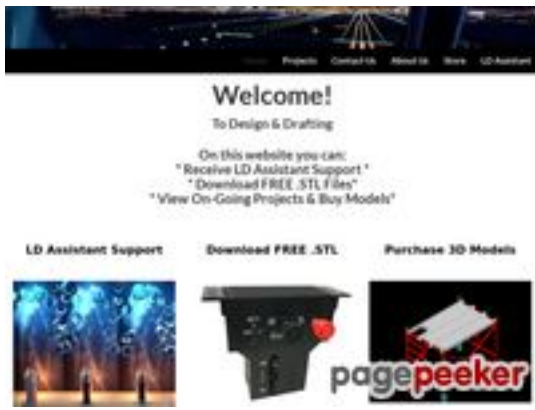 Home Projects Contact Us About Us Store LD Assistant
Welcome!
To Design & Drafting
On this website you can:
* Receive LD Assistant Support *
* Download FREE .STL Files*
* View On-Going Projects & Buy Models*
LD Assistant Support Download FREE .STL Purchase 3D Models
pagepeeker